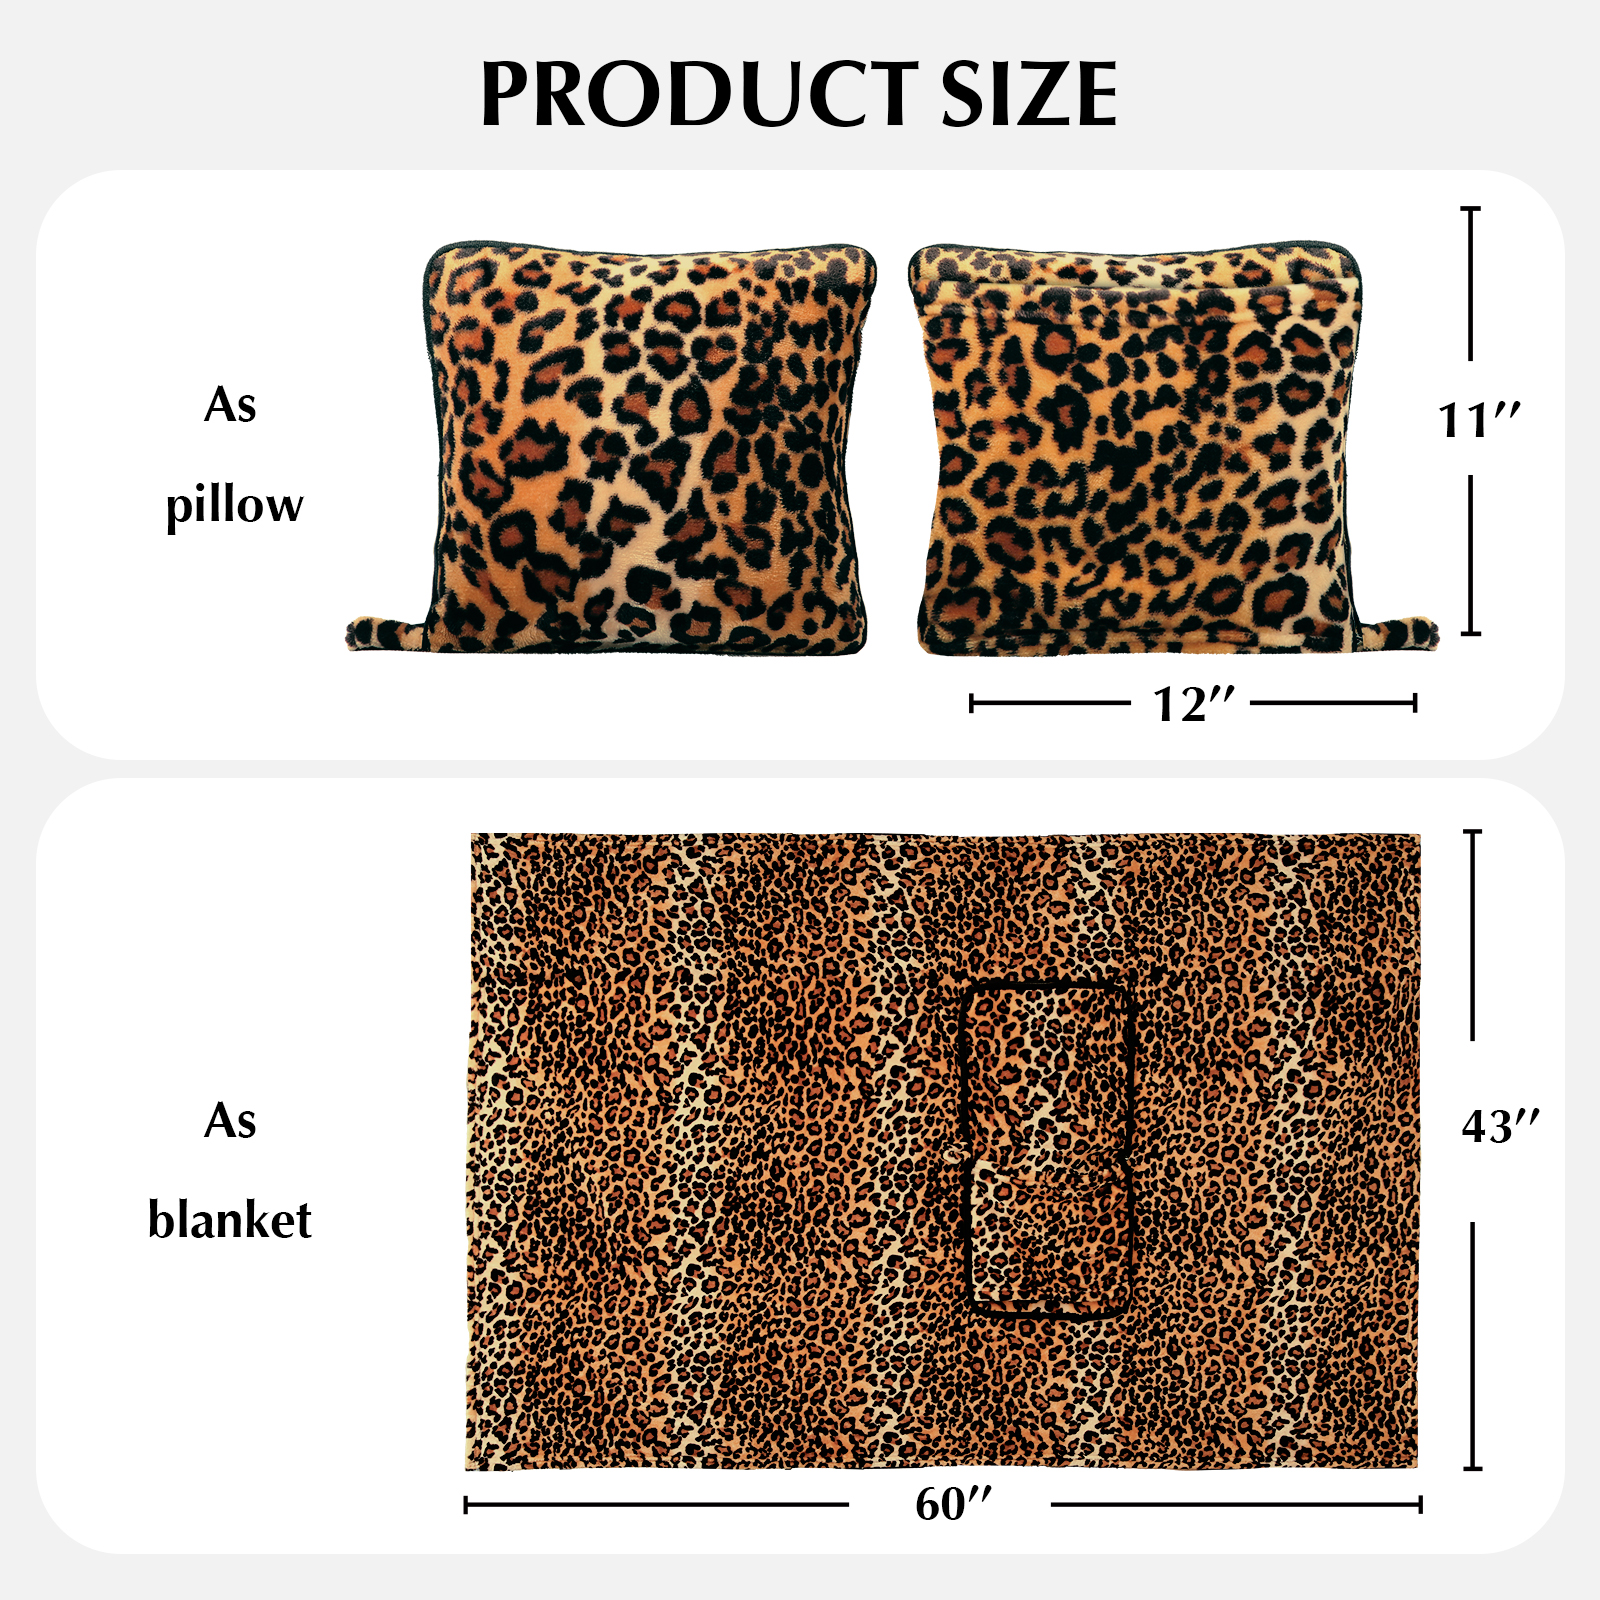 PRODUCT SIZE
As
pillow
11″
12″
As
blanket
43″
60″